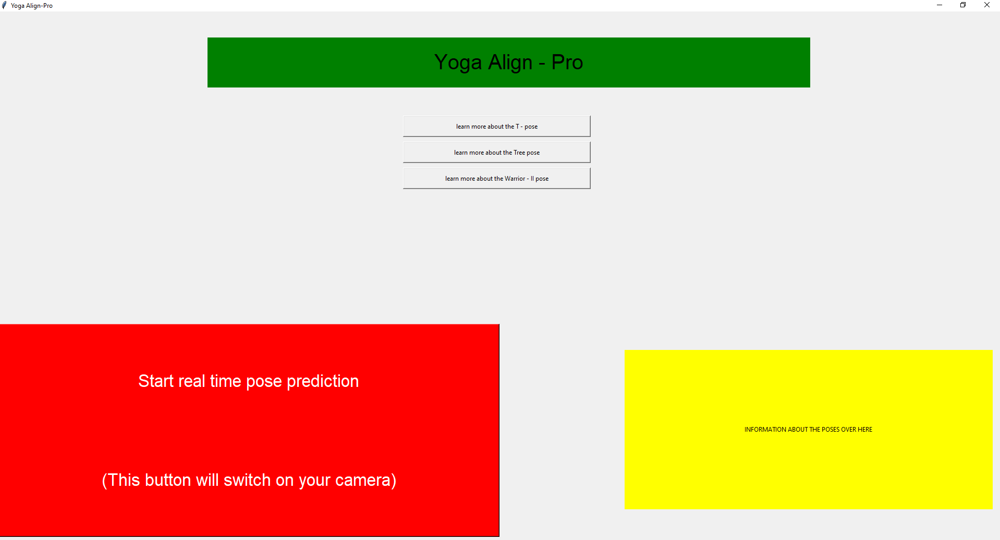 Yoga Align-Pro
Yoga Align - Pro
learn more about the T - pose
learn more about the Tree pose
learn more about the Warrior - II pose
Start real time pose prediction
(This button will switch on your camera)
INFORMATION ABOUT THE POSES OVER HERE